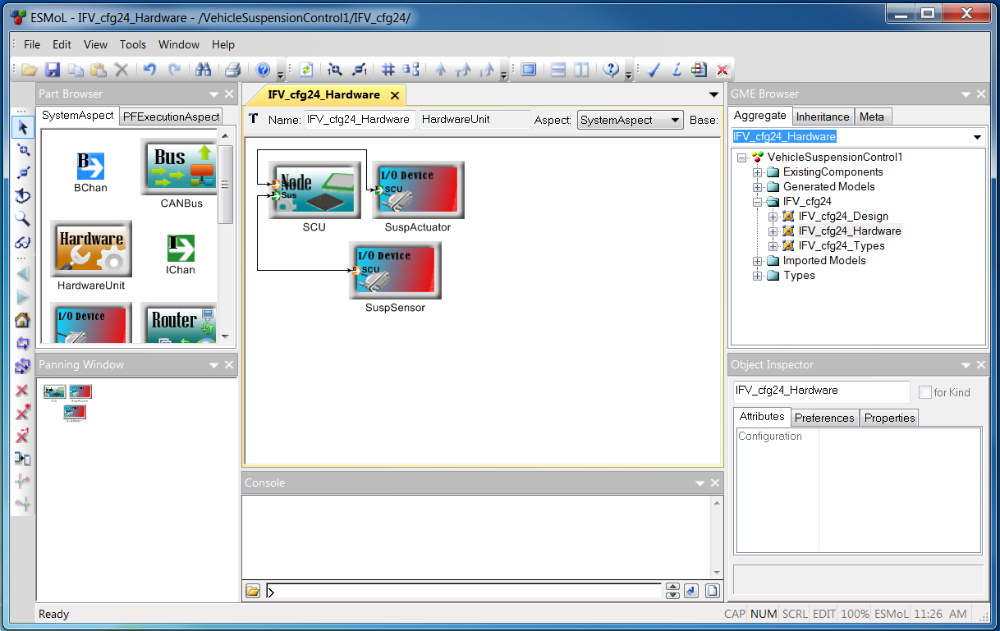 ESMoL - IFV_cfg24_Hardware - /VehicleSuspensionControl1/IFV_cfg24/
File Edit View Tools Window Help
Part Browser
SystemAspect PFExecutionAspect
B
BChan
Bus
CANBus
Hardware
HardwareUnit
I
IChan
I/O Device
Router
Panning Window
IFV_cfg24_Hardware
T Name: IFV_cfg24_Hardware HardwareUnit Aspect: SystemAspect Base:
Node
Sus
SCU
I/O Device
SCU
SuspActuator
I/O Device
SCU
SuspSensor
Console
GME Browser
Aggregate Inheritance Meta
IFV_cfg24_Hardware
VehicleSuspensionControl1
ExistingComponents
Generated Models
IFV_cfg24
IFV_cfg24_Design
IFV_cfg24_Hardware
IFV_cfg24_Types
Imported Models
Types
Object Inspector
IFV_cfg24_Hardware for Kind
Attributes Preferences Properties
Configuration
Ready
CAP NUM SCRL EDIT 100% ESMoL 11:26 AM